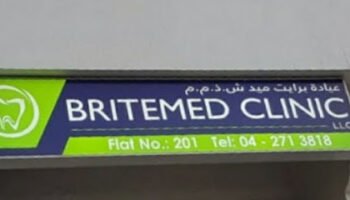 عيادة برايت ميد ش.ذ.م.م
BRITEMED CLINIC
LLC
Flat No.: 201 Tel: 04 - 271 3818